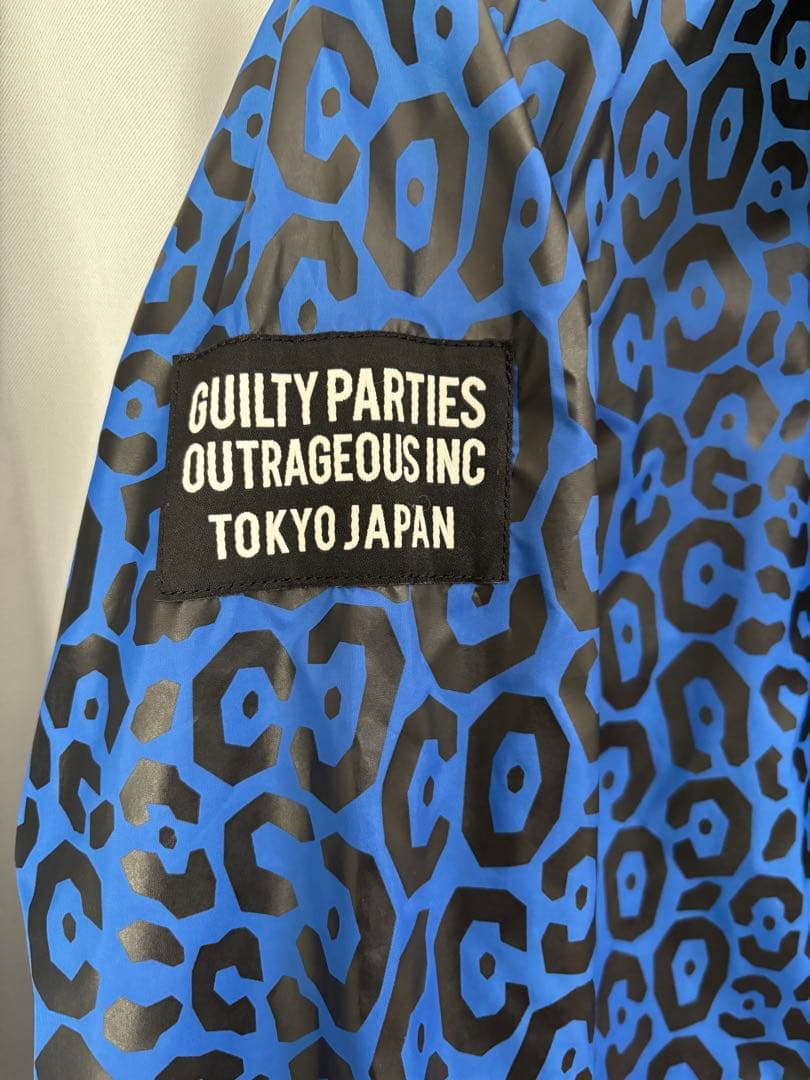 GUILTY PARTIES
OUTRAGEOUS INC
TOKYO JAPAN